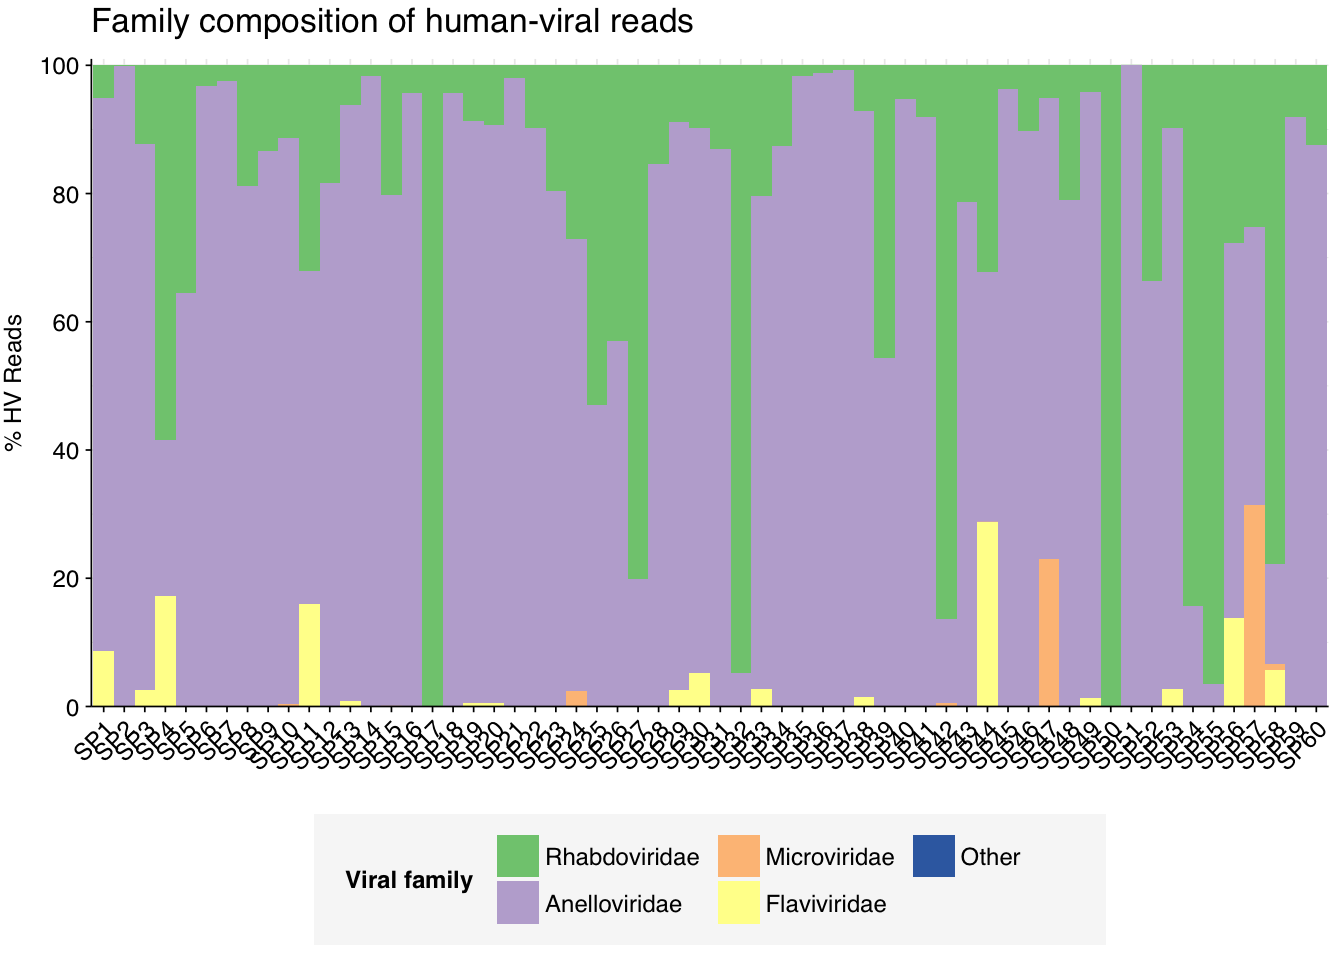 Family composition of human-viral reads
% HV Reads
100
80
60
40
20
0
SP1 SP2 SP3 SP4 SP5 SP6 SP7 SP8 SP9 SP10 SP11 SP12 SP13 SP14 SP15 SP16 SP17 SP18 SP19 SP20 SP21 SP22 SP23 SP24 SP25 SP26 SP27 SP28 SP29 SP30 SP31 SP32 SP33 SP34 SP35 SP36 SP37 SP38 SP39 SP40 SP41 SP42 SP43 SP44 SP45 SP46 SP47 SP48 SP49 SP50 SP51 SP52 SP53 SP54 SP55 SP56 SP57 SP58 SP59 SP60
Viral family
Rhabdoviridae
Anelloviridae
Microviridae
Flaviviridae
Other